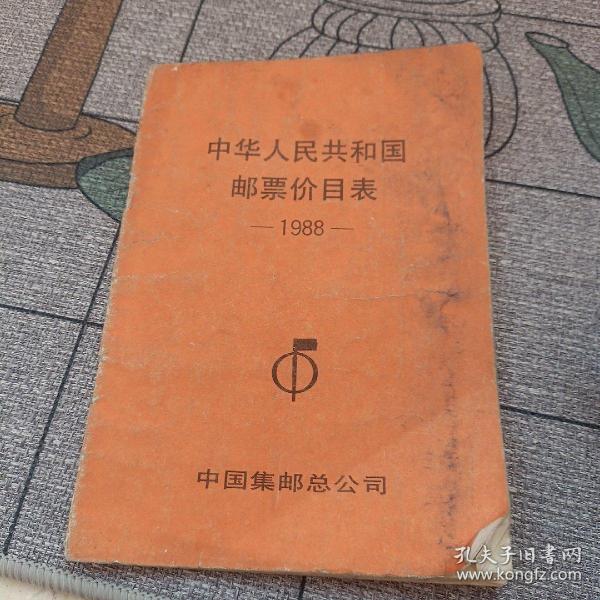 中华人民共和国
邮票价目表
—1988—
中国集邮总公司
孔夫子旧书网
www.kongfz.com